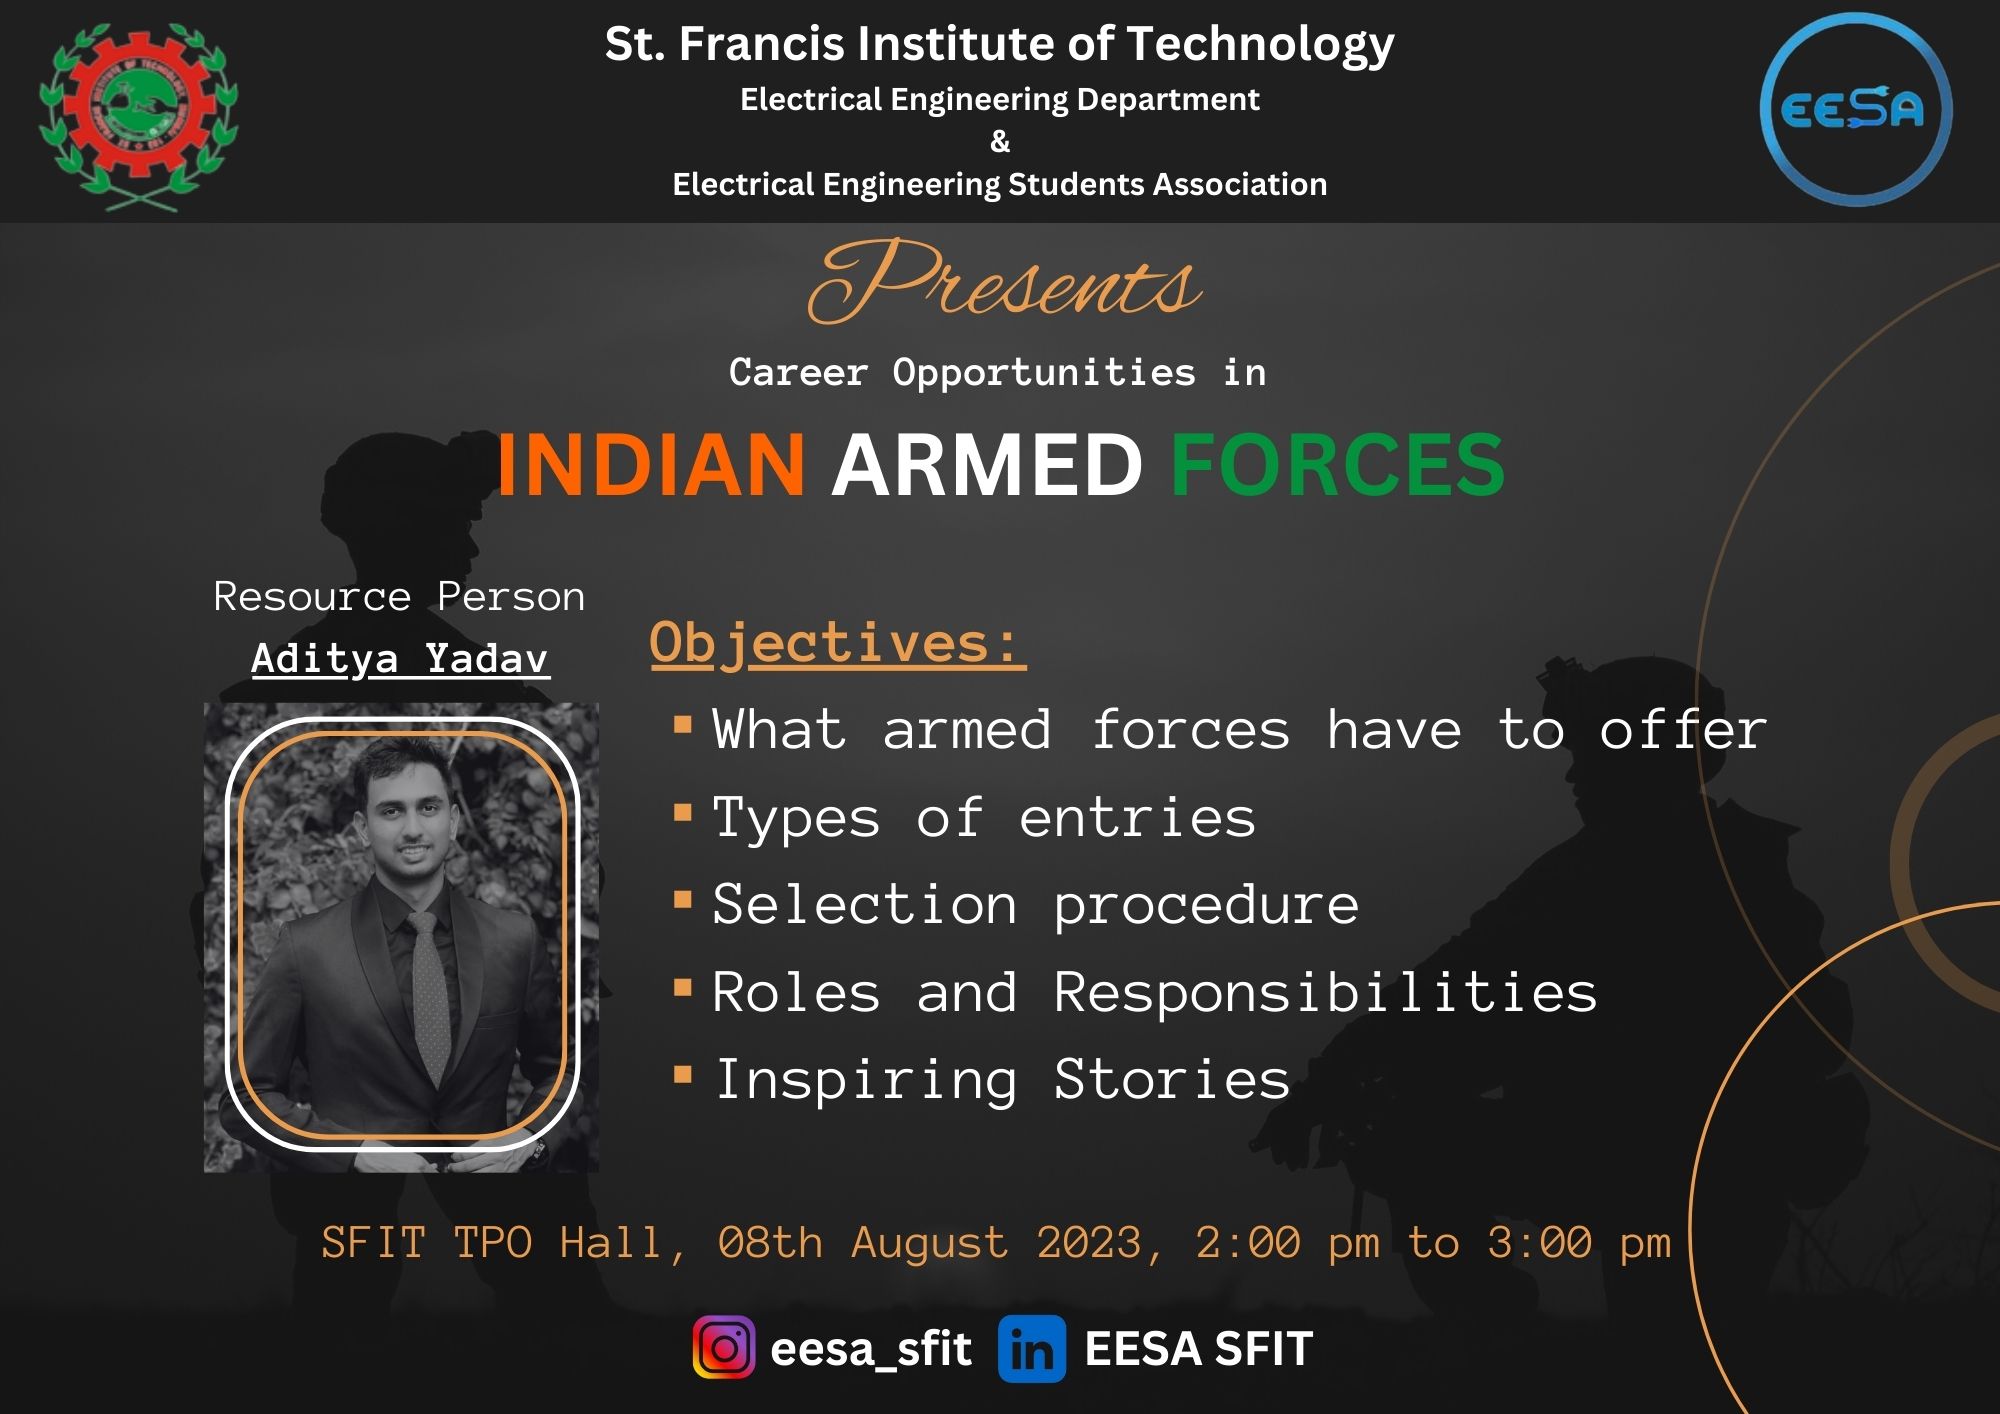 St. Francis Institute of Technology
Electrical Engineering Department
&
Electrical Engineering Students Association
EESA
Presents
Career Opportunities in
INDIAN ARMED FORCES
Resource Person
Aditya Yadav
Objectives:
▪ What armed forces have to offer
▪ Types of entries
▪ Selection procedure
▪ Roles and Responsibilities
▪ Inspiring Stories
SFIT TPO Hall, 08th August 2023, 2:00 pm to 3:00 pm
eesa_sfit in EESA SFIT